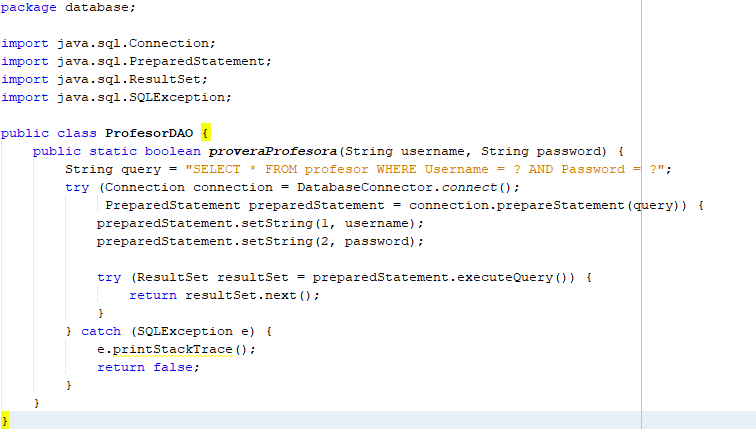 package database;
import java.sql.Connection;
import java.sql.PreparedStatement;
import java.sql.ResultSet;
import java.sql.SQLException;
public class ProfesorDAO {
public static boolean proveraProfesora(String username, String password) {
String query = "SELECT * FROM profesor WHERE Username = ? AND Password = ?";
try (Connection connection = DatabaseConnector.connect();
PreparedStatement preparedStatement = connection.prepareStatement(query)) {
preparedStatement.setString(1, username);
preparedStatement.setString(2, password);
try (ResultSet resultSet = preparedStatement.executeQuery()) {
return resultSet.next();
}
} catch (SQLException e) {
e.printStackTrace();
return false;
}
}
}